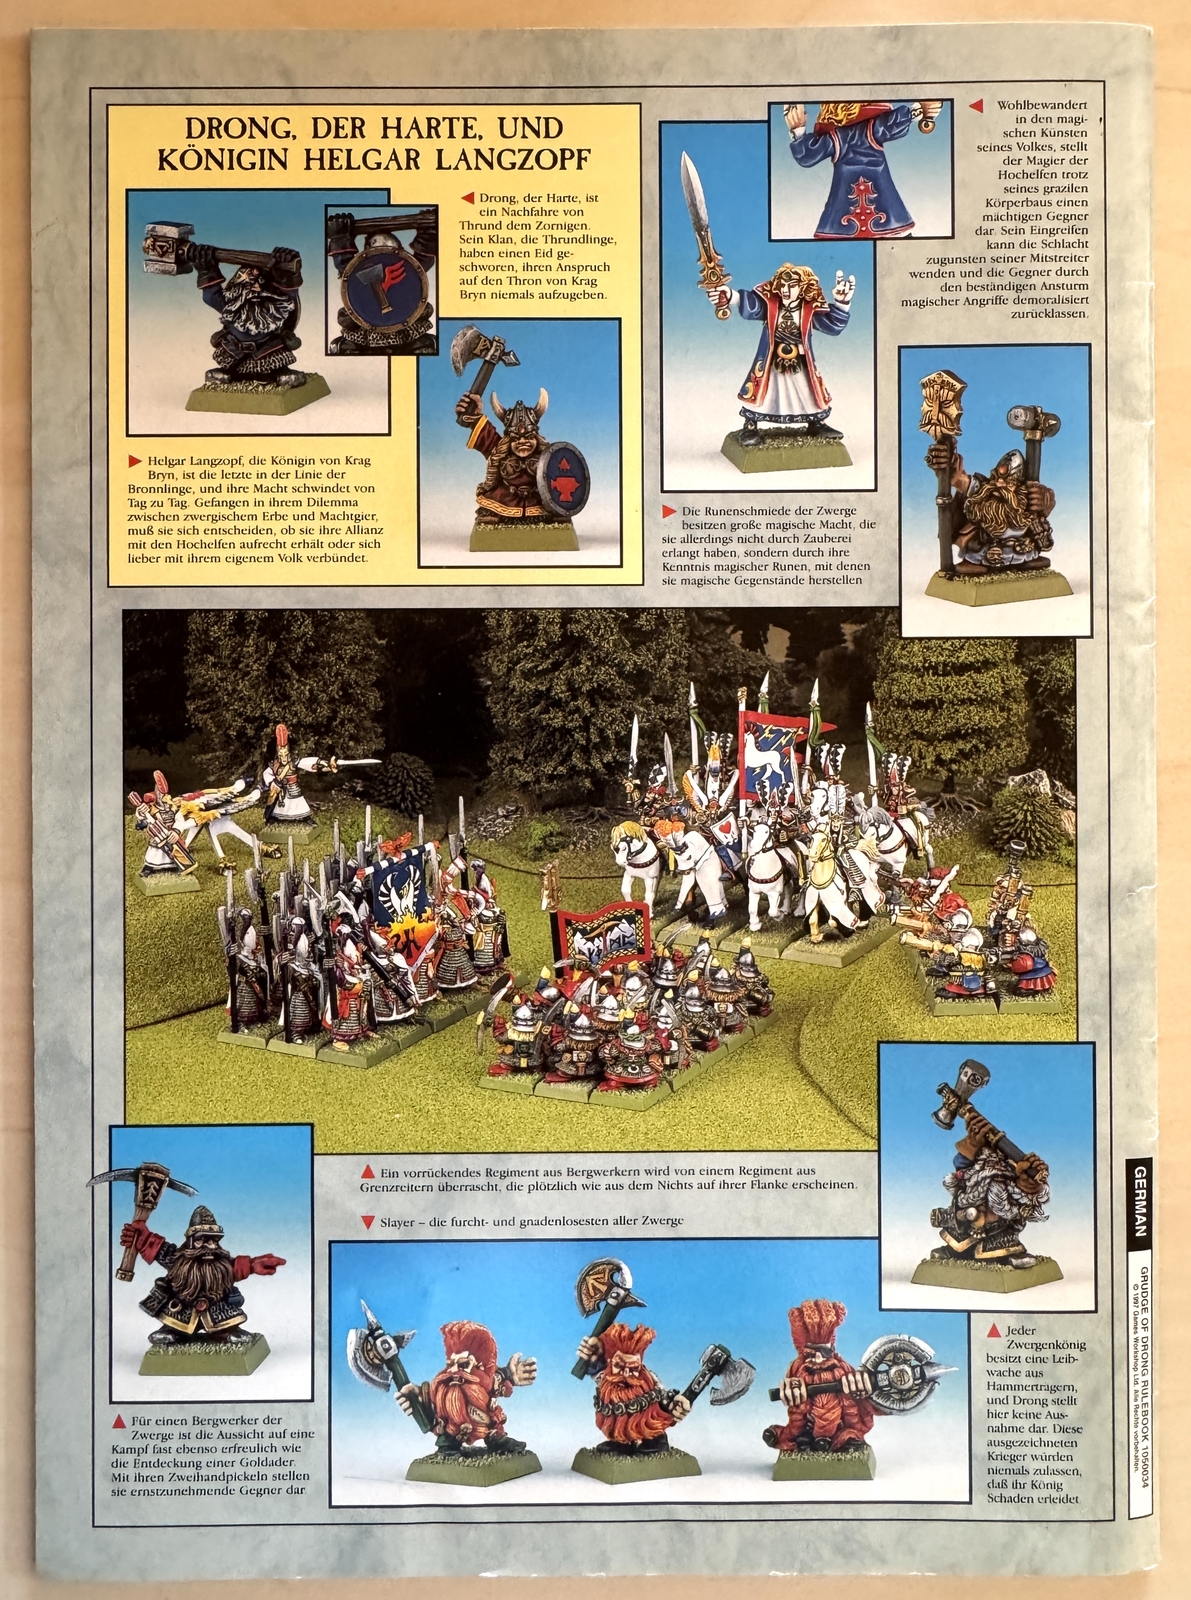 DRONG, DER HARTE, UND
KÖNIGIN HELGAR LANGZOPF
Drong, der Harte, ist
ein Nachfahre von
Thrund dem Zornigen.
Sein Klan, die Thrundlinge,
haben einen Eid ge-
schworen, ihren Anspruch
auf den Thron von Krag
Bryn niemals aufzugeben.
Helgar Langzopf, die Königin von Krag
Bryn, ist die letzte in der Linie der
Bronnlinge, und ihre Macht schwindet von
Tag zu Tag. Gefangen in ihrem Dilemma
zwischen zwergischem Erbe und Machtgier,
muß sie sich entscheiden, ob sie ihre Allianz
mit den Hochelfen aufrecht erhält oder sich
lieber mit ihrem eigenem Volk verbündet.
Wohlbewandert
in den magi-
schen Künsten
seines Volkes, stellt
der Magier der
Hochelfen trotz
seines grazilen
Körperbaus einen
mächtigen Gegner
dar. Sein Eingreifen
kann die Schlacht
zugunsten seiner Mitstreiter
wenden und die Gegner durch
den beständigen Ansturm
magischer Angriffe demoralisiert
zurücklassen.
Die Runenschmiede der Zwerge
besitzen große magische Macht, die
sie allerdings nicht durch Zauberei
erlangt haben, sondern durch ihre
Kenntnis magischer Runen, mit denen
sie magische Gegenstände herstellen
Ein vorrückendes Regiment aus Bergwerkern wird von einem Regiment aus
Grenzreitern überrascht, die plötzlich wie aus dem Nichts auf ihrer Flanke erscheinen.
Slayer – die furcht- und gnadenlosesten aller Zwerge
Für einen Bergwerker der
Zwerge ist die Aussicht auf eine
Kampf fast ebenso erfreulich wie
die Entdeckung einer Goldader.
Mit ihren Zweihandpickeln stellen
sie ernstzunehmende Gegner dar
Jeder
Zwergenkönig
besitzt eine Leib-
wache aus
Hammerträgern,
und Drong stellt
hier keine Aus-
nahme dar. Diese
ausgezeichneten
Krieger würden
niemals zulassen,
daß ihr König
Schaden erleidet
GERMAN
GRUDGE OF DRONG RULEBOOK 1050034
© 1997 Games Workshop Ltd. Alle Rechte vorbehalten.